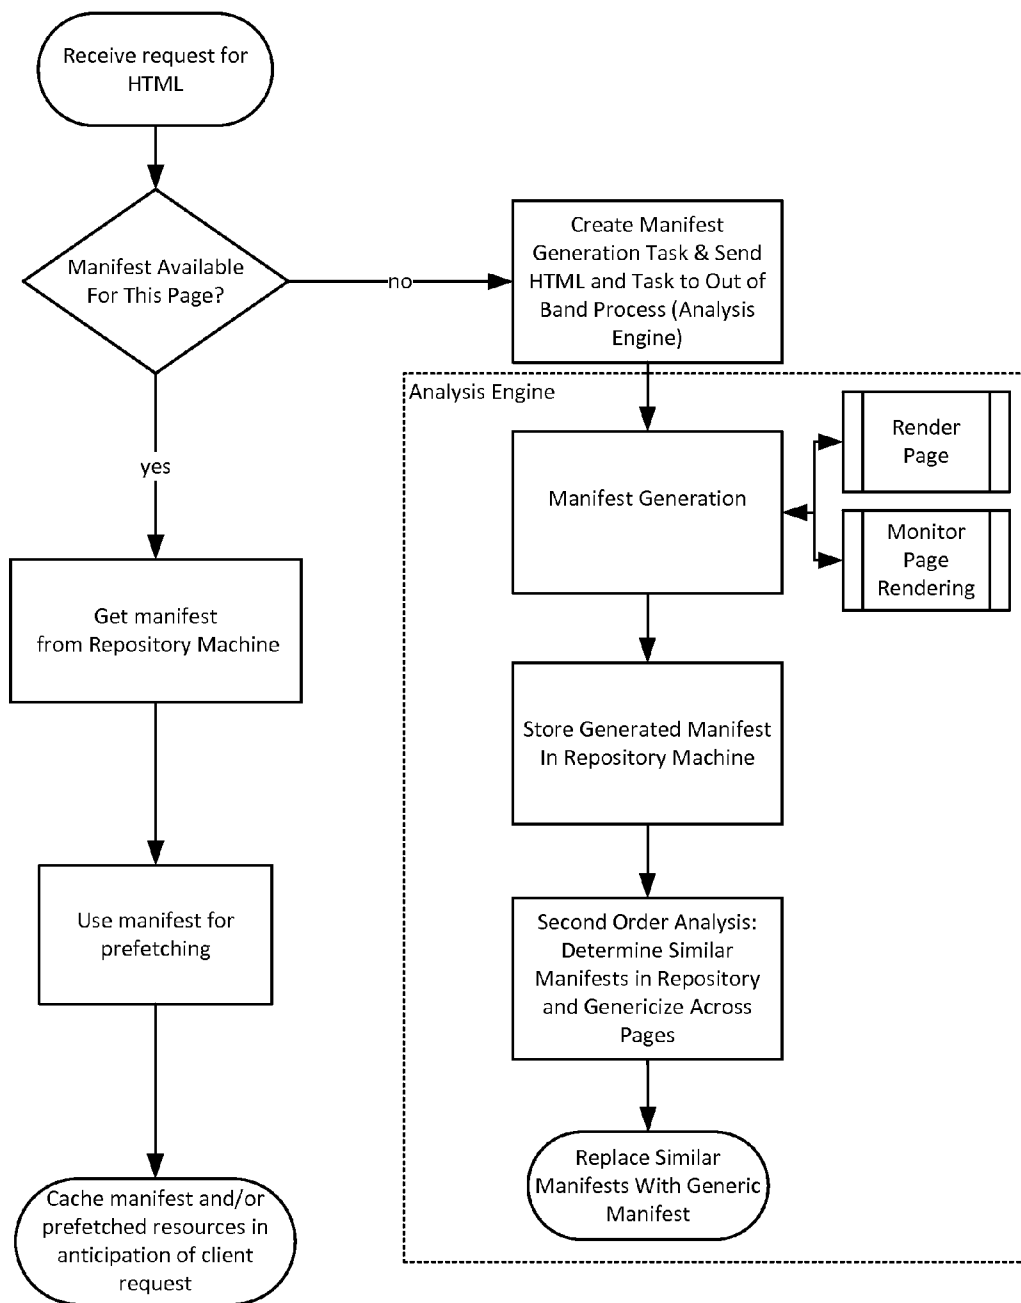 Receive request for
HTML
Manifest Available
For This Page?
no
Create Manifest
Generation Task & Send
HTML and Task to Out of
Band Process (Analysis
Engine)
Analysis Engine
yes
Manifest Generation
Render
Page
Monitor
Page
Rendering
Get manifest
from Repository Machine
Store Generated Manifest
In Repository Machine
Use manifest for
prefetching
Second Order Analysis:
Determine Similar
Manifests in Repository
and Genericize Across
Pages
Replace Similar
Manifests With Generic
Manifest
Cache manifest and/or
prefetched resources in
anticipation of client
request